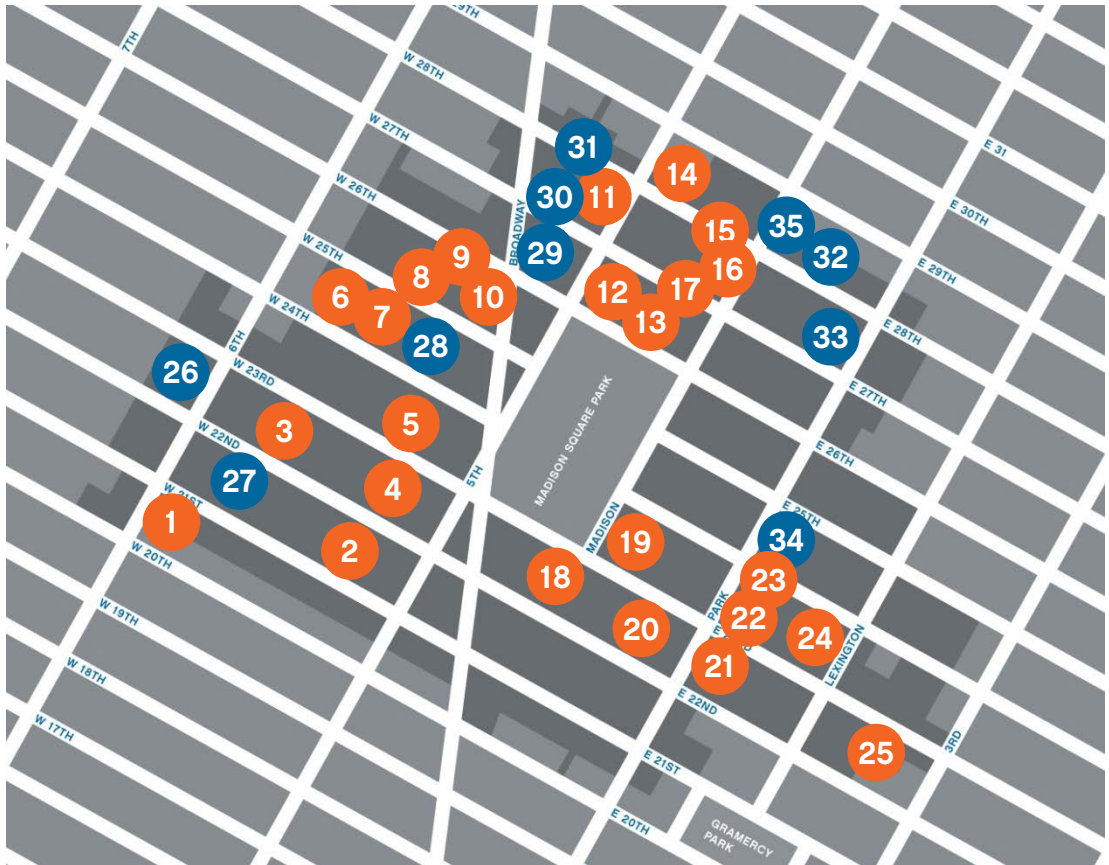 29TH
7TH
W 28TH
W 27TH
E 31
31
14
W 26TH
30
11
E 30TH
BROADWAY
15
35
W 25TH
9
29
32
8
16
E 29TH
W 24TH
6
10
12
17
7
13
28
33
E 28TH
6TH
26
W 23RD
E 27TH
MADISON SQUARE PARK
W 22ND
3
5
E 26TH
27
4
5TH
W 21ST
1
E 25TH
2
MADISON
19
34
W 20TH
18
23
PARK
22
W 19TH
20
24
LEXINGTON
21
W 18TH
E 22ND
W 17TH
3RD
25
E 21ST
E 20TH
GRAMERCY
PARK